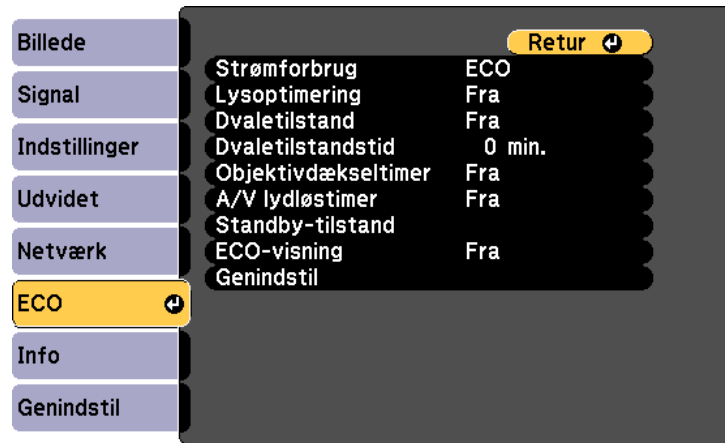 Billede
Signal
Indstillinger
Udvidet
Netværk
ECO
Info
Genindstil
Retur
Strømforbrug ECO
Lysoptimering Fra
Dvaletilstand Fra
Dvaletilstandstid 0 min.
Objektivdækseltimer Fra
A/V lydløstimer Fra
Standby-tilstand
ECO-visning Fra
Genindstil